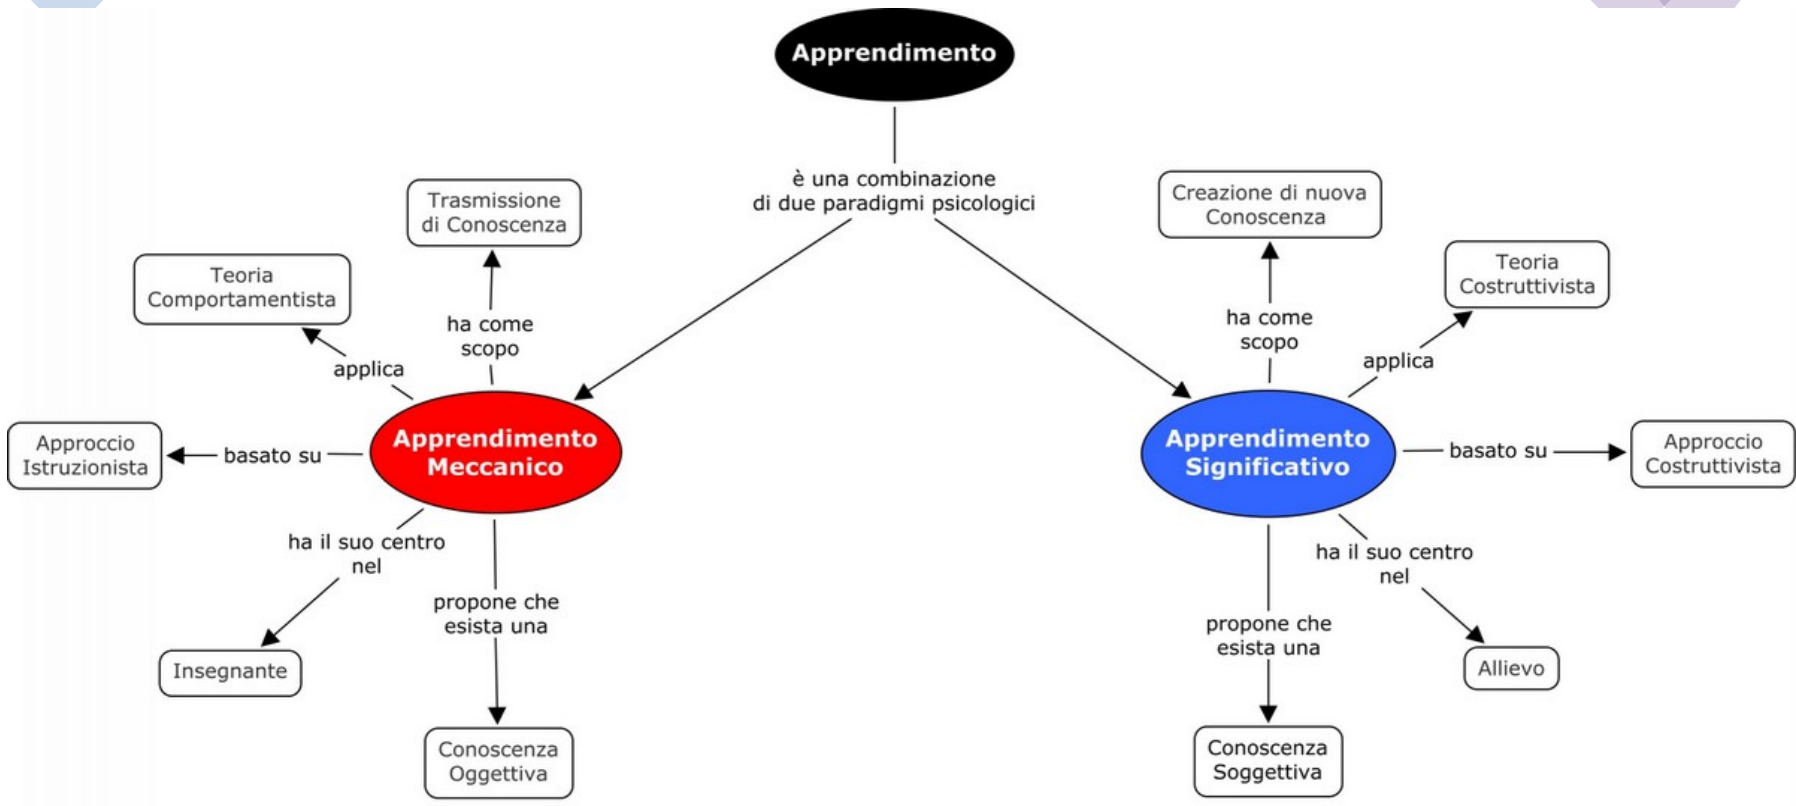 Apprendimento
è una combinazione
di due paradigmi psicologici
Trasmissione
di Conoscenza
Teoria
Comportamentista
ha come
scopo
applica
Apprendimento
Meccanico
Approccio
Istruzionista
basato su
ha il suo centro
nel
Insegnante
propone che
esista una
Conoscenza
Oggettiva
Creazione di nuova
Conoscenza
Teoria
Costruttivista
ha come
scopo
applica
Apprendimento
Significativo
basato su
Approccio
Costruttivista
ha il suo centro
nel
Allievo
propone che
esista una
Conoscenza
Soggettiva